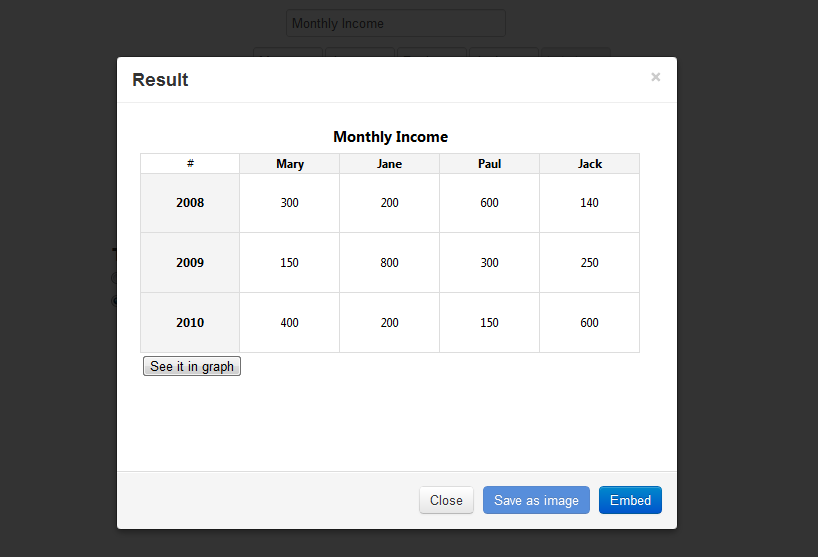 Monthly Income
Result ×
Monthly Income
# Mary Jane Paul Jack
2008 300 200 600 140
2009 150 800 300 250
2010 400 200 150 600
See it in graph
Close Save as image Embed